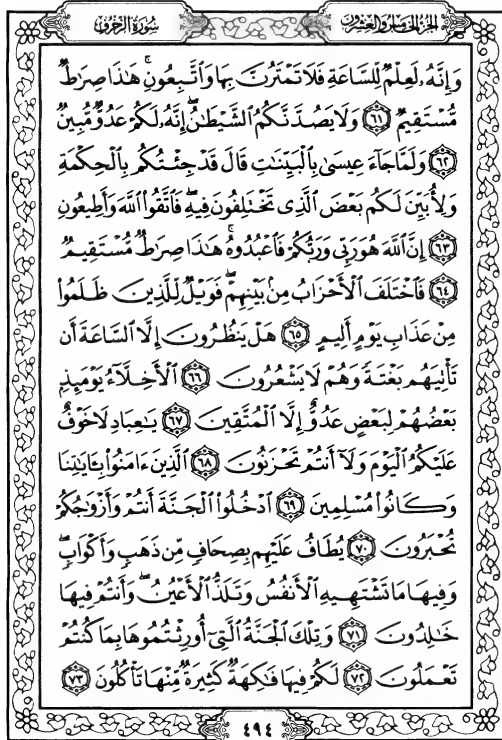 الجزء الخامس والعشرون
سورة الزخرف
وَإِنَّهُۥ لَعِلْمٌ لِّلسَّاعَةِ فَلَا تَمْتَرُنَّ بِهَا وَٱتَّبِعُونِۚ هَٰذَا صِرَٰطٌ
مُّسْتَقِيمٌ ٦١ وَلَا يَصُدَّنَّكُمُ ٱلشَّيْطَٰنُۖ إِنَّهُۥ لَكُمْ عَدُوٌّ مُّبِينٌ
٦٢ وَلَمَّا جَآءَ عِيسَىٰ بِٱلْبَيِّنَٰتِ قَالَ قَدْ جِئْتُكُم بِٱلْحِكْمَةِ
وَلِأُبَيِّنَ لَكُم بَعْضَ ٱلَّذِى تَخْتَلِفُونَ فِيهِۖ فَٱتَّقُوا۟ ٱللَّهَ وَأَطِيعُونِ
٦٣ إِنَّ ٱللَّهَ هُوَ رَبِّى وَرَبُّكُمْ فَٱعْبُدُوهُۚ هَٰذَا صِرَٰطٌ مُّسْتَقِيمٌ
٦٤ فَٱخْتَلَفَ ٱلْأَحْزَابُ مِنۢ بَيْنِهِمْۖ فَوَيْلٌ لِّلَّذِينَ ظَلَمُوا۟
مِنْ عَذَابِ يَوْمٍ أَلِيمٍ ٦٥ هَلْ يَنظُرُونَ إِلَّا ٱلسَّاعَةَ أَن
تَأْتِيَهُم بَغْتَةً وَهُمْ لَا يَشْعُرُونَ ٦٦ ٱلْأَخِلَّآءُ يَوْمَئِذٍۭ
بَعْضُهُمْ لِبَعْضٍ عَدُوٌّ إِلَّا ٱلْمُتَّقِينَ ٦٧ يَٰعِبَادِ لَا خَوْفٌ
عَلَيْكُمُ ٱلْيَوْمَ وَلَآ أَنتُمْ تَحْزَنُونَ ٦٨ ٱلَّذِينَ ءَامَنُوا۟ بِـَٔايَٰتِنَا
وَكَانُوا۟ مُسْلِمِينَ ٦٩ ٱدْخُلُوا۟ ٱلْجَنَّةَ أَنتُمْ وَأَزْوَٰجُكُمْ
تُحْبَرُونَ ٧٠ يُطَافُ عَلَيْهِم بِصِحَافٍ مِّن ذَهَبٍ وَأَكْوَابٍۖ
وَفِيهَا مَا تَشْتَهِيهِ ٱلْأَنفُسُ وَتَلَذُّ ٱلْأَعْيُنُۖ وَأَنتُمْ فِيهَا
خَٰلِدُونَ ٧١ وَتِلْكَ ٱلْجَنَّةُ ٱلَّتِىٓ أُورِثْتُمُوهَا بِمَا كُنتُمْ
تَعْمَلُونَ ٧٢ لَكُمْ فِيهَا فَٰكِهَةٌ كَثِيرَةٌ مِّنْهَا تَأْكُلُونَ ٧٣
٤٩٤